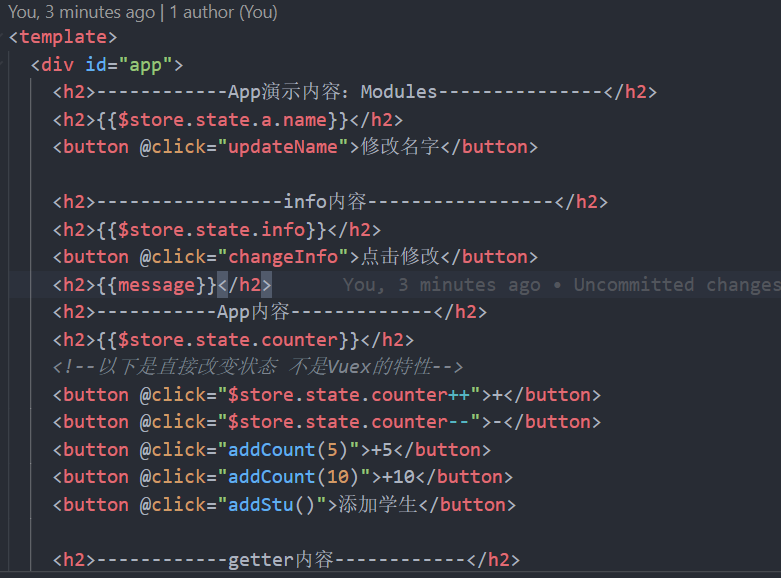 You, 3 minutes ago | 1 author (You)
<template>
<div id="app">
<h2>------------App演示内容：Modules---------------</h2>
<h2>{{$store.state.a.name}}</h2>
<button @click="updateName">修改名字</button>
<h2>-----------------info内容-----------------</h2>
<h2>{{$store.state.info}}</h2>
<button @click="changeInfo">点击修改</button>
<h2>{{message}}</h2> You, 3 minutes ago • Uncommitted changes
<h2>-----------App内容-------------</h2>
<h2>{{$store.state.counter}}</h2>
<!--以下是直接改变状态 不是Vuex的特性-->
<button @click="$store.state.counter++">+</button>
<button @click="$store.state.counter--">-</button>
<button @click="addCount(5)">+5</button>
<button @click="addCount(10)">+10</button>
<button @click="addStu()">添加学生</button>
<h2>------------getter内容------------</h2>